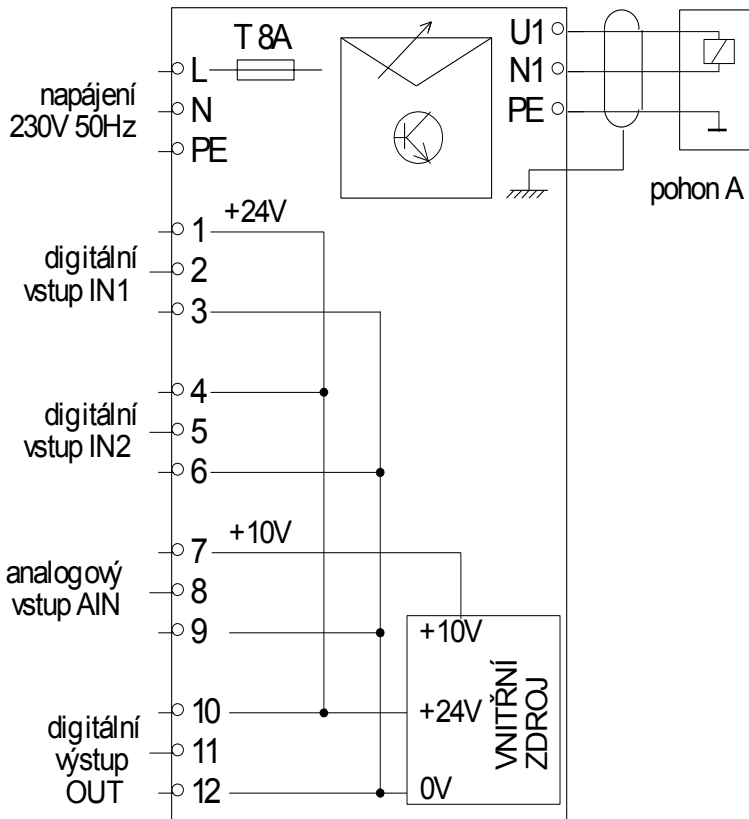 T 8A
L
N
PE
napájení
230V 50Hz
U1
N1
PE
pohon A
+24V
1
2
3
digitální
vstup IN1
4
5
6
digitální
vstup IN2
+10V
7
8
9
analogový
vstup AIN
10
11
12
digitální
výstup
OUT
+10V
+24V
0V
VNITŘNÍ
ZDROJ